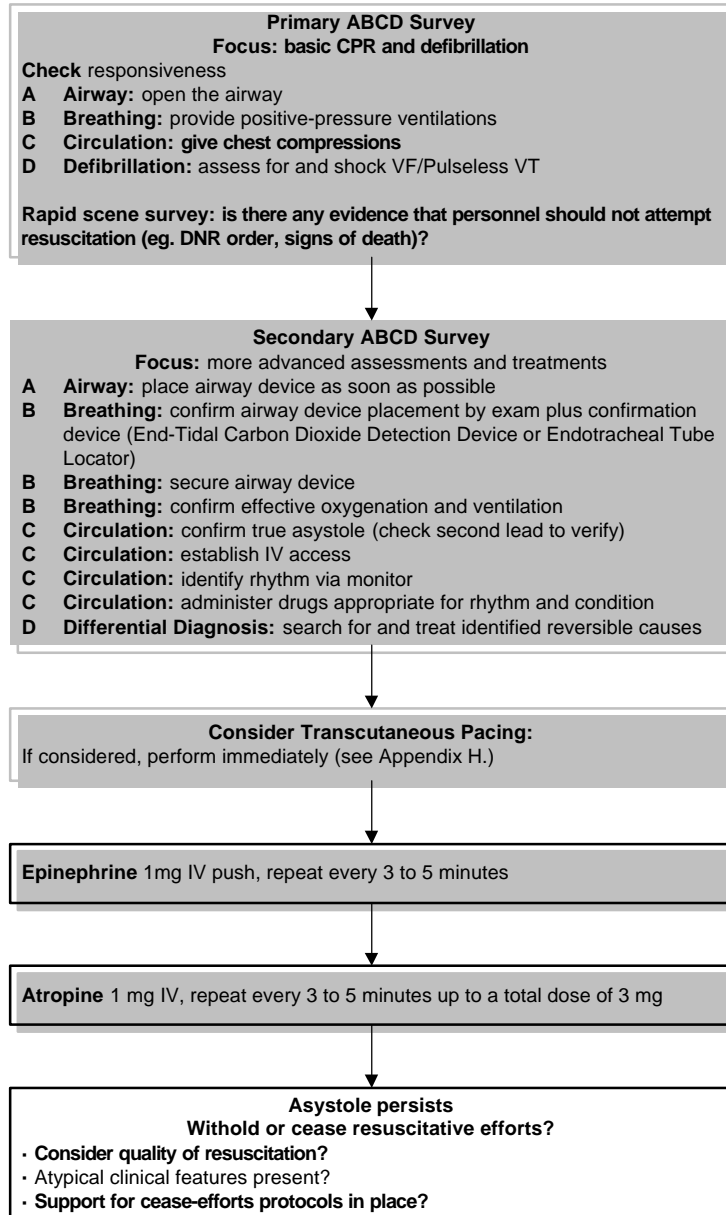 Primary ABCD Survey
Focus: basic CPR and defibrillation
Check responsiveness
A Airway: open the airway
B Breathing: provide positive-pressure ventilations
C Circulation: give chest compressions
D Defibrillation: assess for and shock VF/Pulseless VT
Rapid scene survey: is there any evidence that personnel should not attempt
resuscitation (eg. DNR order, signs of death)?
Secondary ABCD Survey
Focus: more advanced assessments and treatments
A Airway: place airway device as soon as possible
B Breathing: confirm airway device placement by exam plus confirmation
device (End-Tidal Carbon Dioxide Detection Device or Endotracheal Tube
Locator)
B Breathing: secure airway device
B Breathing: confirm effective oxygenation and ventilation
C Circulation: confirm true asystole (check second lead to verify)
C Circulation: establish IV access
C Circulation: identify rhythm via monitor
C Circulation: administer drugs appropriate for rhythm and condition
D Differential Diagnosis: search for and treat identified reversible causes
Consider Transcutaneous Pacing:
If considered, perform immediately (see Appendix H.)
Epinephrine 1mg IV push, repeat every 3 to 5 minutes
Atropine 1 mg IV, repeat every 3 to 5 minutes up to a total dose of 3 mg
Asystole persists
Withold or cease resuscitative efforts?
· Consider quality of resuscitation?
· Atypical clinical features present?
· Support for cease-efforts protocols in place?